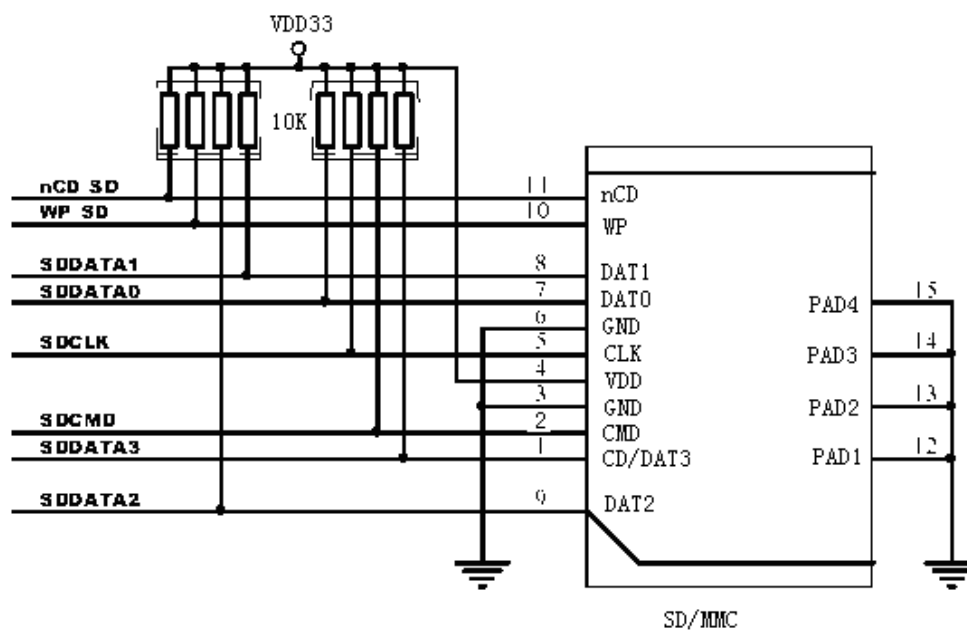 VDD33
10K
nCD SD 11 nCD
WP SD 10 WP
SDDATA1 8 DAT1
SDDATA0 7 DAT0 PAD4 15
6 GND
SDCLK 5 CLK PAD3 14
4 VDD
3 GND PAD2 13
SDCMD 2 CMD
SDDATA3 1 CD/DAT3 PAD1 12
SDDATA2 9 DAT2
SD/MMC